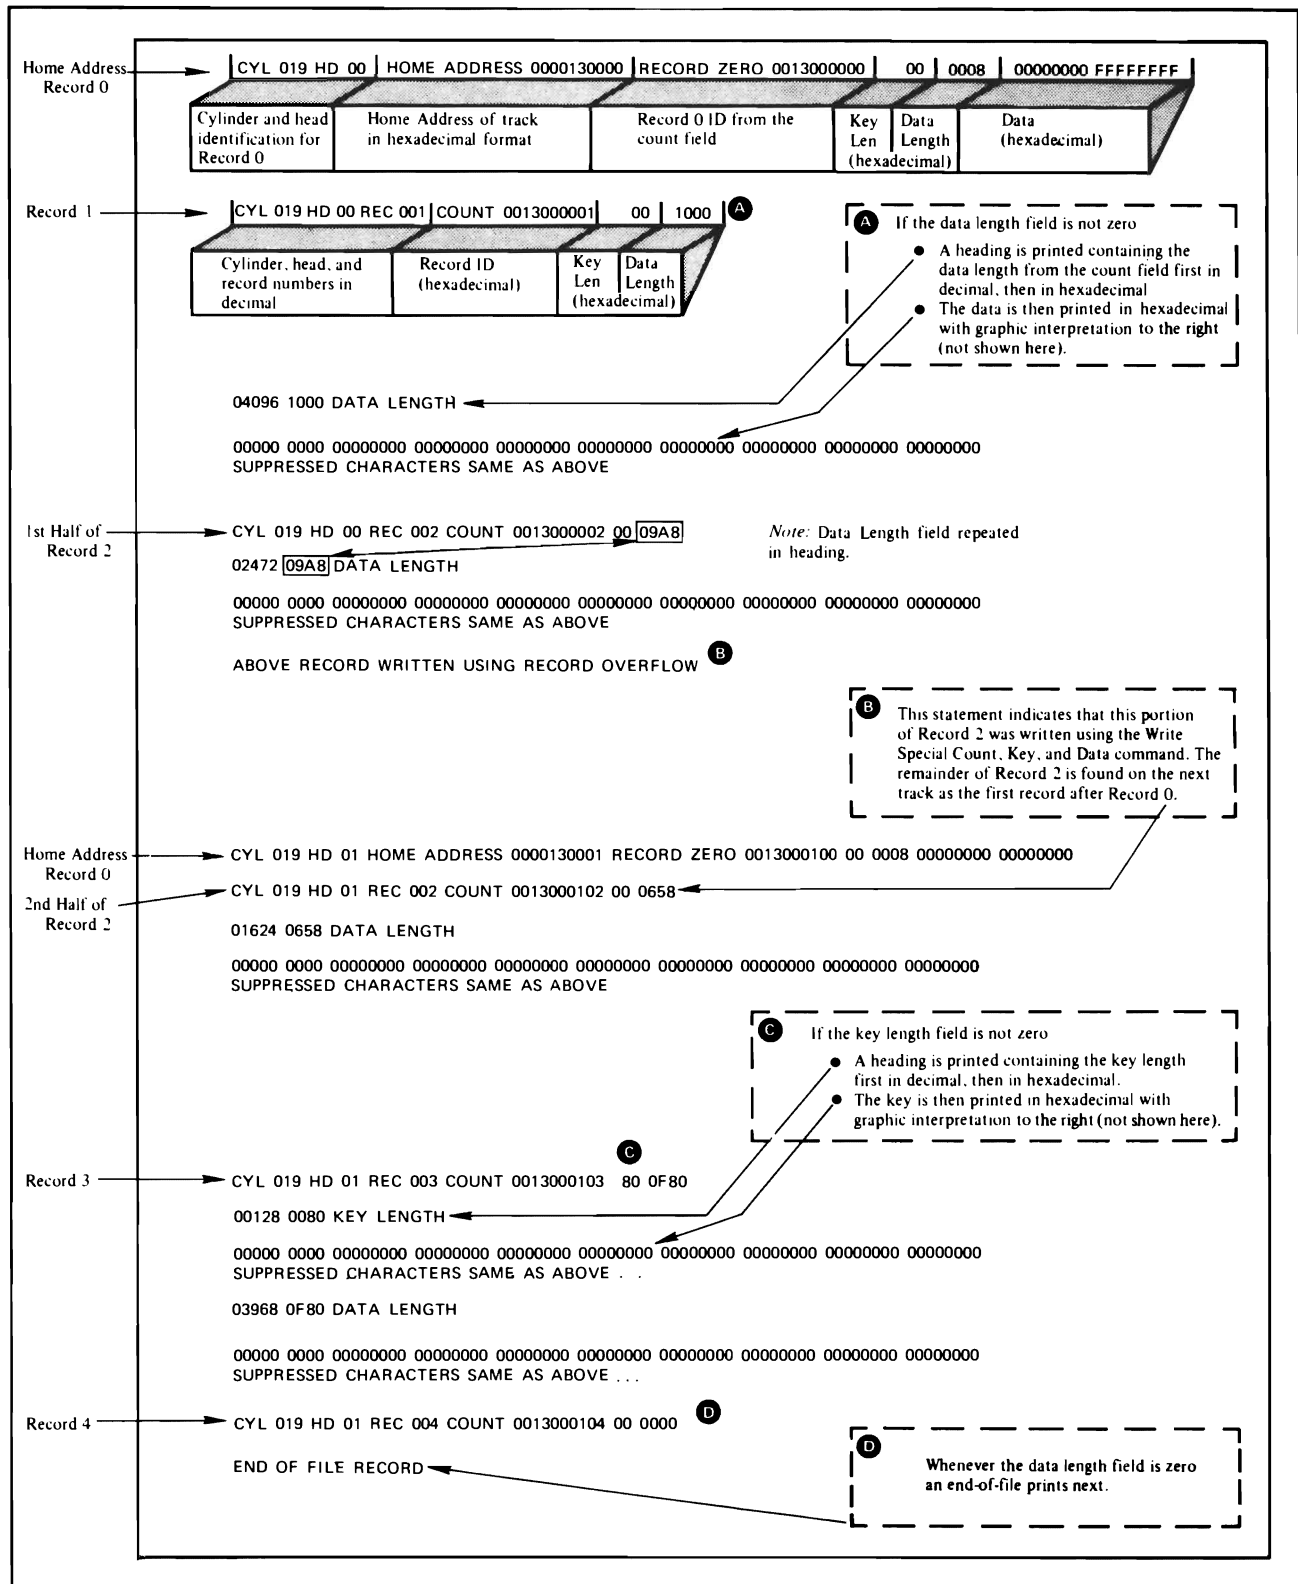 Home Address
Record 0
CYL 019 HD 00 HOME ADDRESS 0000130000 RECORD ZERO 0013000000 00 0008 00000000 FFFFFFFF
Cylinder and head
identification for
Record 0
Home Address of track
in hexadecimal format
Record 0 ID from the
count field
Key
Len
Data
Length
(hexadecimal)
Data
(hexadecimal)
Record 1
CYL 019 HD 00 REC 001 COUNT 0013000001 00 1000 A
Cylinder, head, and
record numbers in
decimal
Record ID
(hexadecimal)
Key
Len
Data
Length
(hexadecimal)
A If the data length field is not zero
● A heading is printed containing the
data length from the count field first in
decimal, then in hexadecimal
● The data is then printed in hexadecimal
with graphic interpretation to the right
(not shown here).
04096 1000 DATA LENGTH
00000 0000 00000000 00000000 00000000 00000000 00000000 00000000 00000000 00000000
SUPPRESSED CHARACTERS SAME AS ABOVE
1st Half of
Record 2
CYL 019 HD 00 REC 002 COUNT 0013000002 00 09A8
Note: Data Length field repeated
in heading.
02472 09A8 DATA LENGTH
00000 0000 00000000 00000000 00000000 00000000 00000000 00000000 00000000 00000000
SUPPRESSED CHARACTERS SAME AS ABOVE
ABOVE RECORD WRITTEN USING RECORD OVERFLOW B
B This statement indicates that this portion
of Record 2 was written using the Write
Special Count, Key, and Data command. The
remainder of Record 2 is found on the next
track as the first record after Record 0.
Home Address
Record 0
CYL 019 HD 01 HOME ADDRESS 0000130001 RECORD ZERO 0013000100 00 0008 00000000 00000000
2nd Half of
Record 2
CYL 019 HD 01 REC 002 COUNT 0013000102 00 0658
01624 0658 DATA LENGTH
00000 0000 00000000 00000000 00000000 00000000 00000000 00000000 00000000 00000000
SUPPRESSED CHARACTERS SAME AS ABOVE
C If the key length field is not zero
● A heading is printed containing the key length
first in decimal, then in hexadecimal.
● The key is then printed in hexadecimal with
graphic interpretation to the right (not shown here).
C
Record 3
CYL 019 HD 01 REC 003 COUNT 0013000103 80 0F80
00128 0080 KEY LENGTH
00000 0000 00000000 00000000 00000000 00000000 00000000 00000000 00000000 00000000
SUPPRESSED CHARACTERS SAME AS ABOVE . .
03968 0F80 DATA LENGTH
00000 0000 00000000 00000000 00000000 00000000 00000000 00000000 00000000 00000000
SUPPRESSED CHARACTERS SAME AS ABOVE ...
Record 4
CYL 019 HD 01 REC 004 COUNT 0013000104 00 0000 D
END OF FILE RECORD
D Whenever the data length field is zero
an end-of-file prints next.